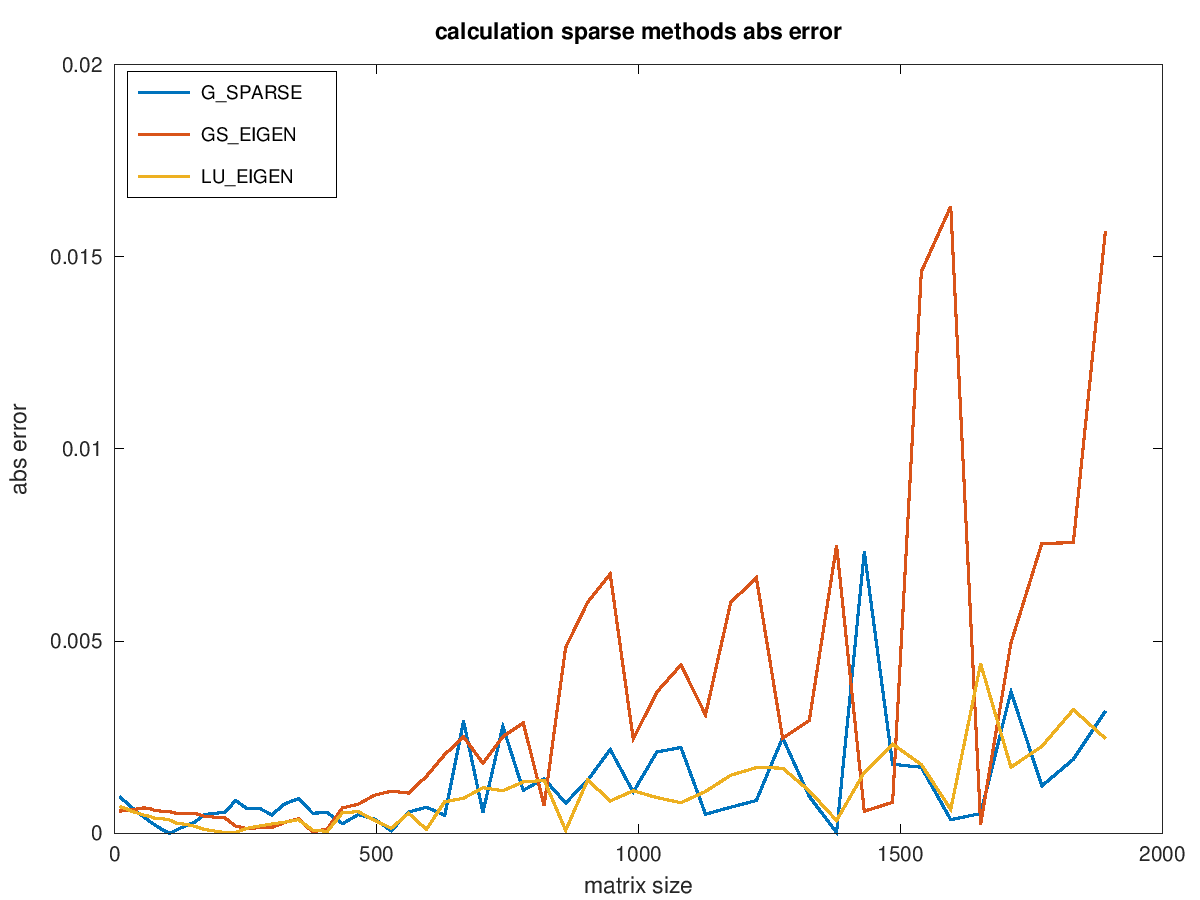 calculation sparse methods abs error
0.02
G_SPARSE
GS_EIGEN
LU_EIGEN
0.015
0.01
abs error
0.005
0
0 500 1000 1500 2000
matrix size